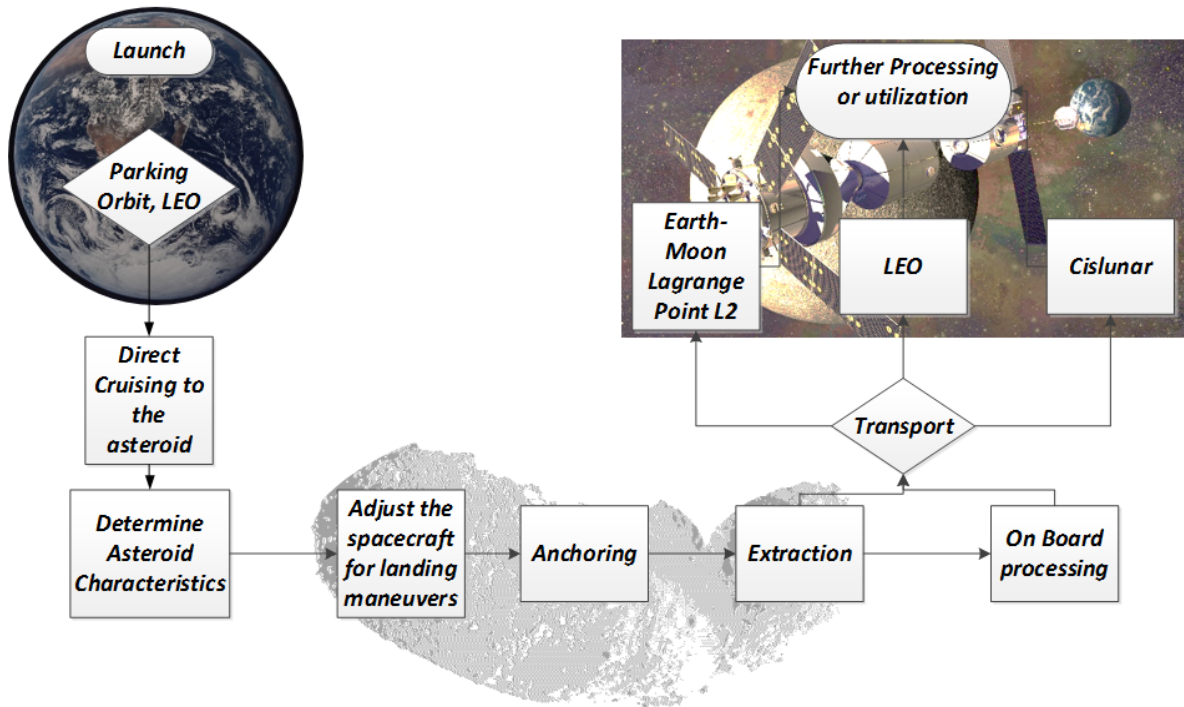 Launch
Parking
Orbit, LEO
Direct
Cruising to
the
asteroid
Determine
Asteroid
Characteristics
Adjust the
spacecraft
for landing
maneuvers
Anchoring
Extraction
On Board
processing
Transport
Earth-
Moon
Lagrange
Point L2
LEO
Cislunar
Further Processing
or utilization